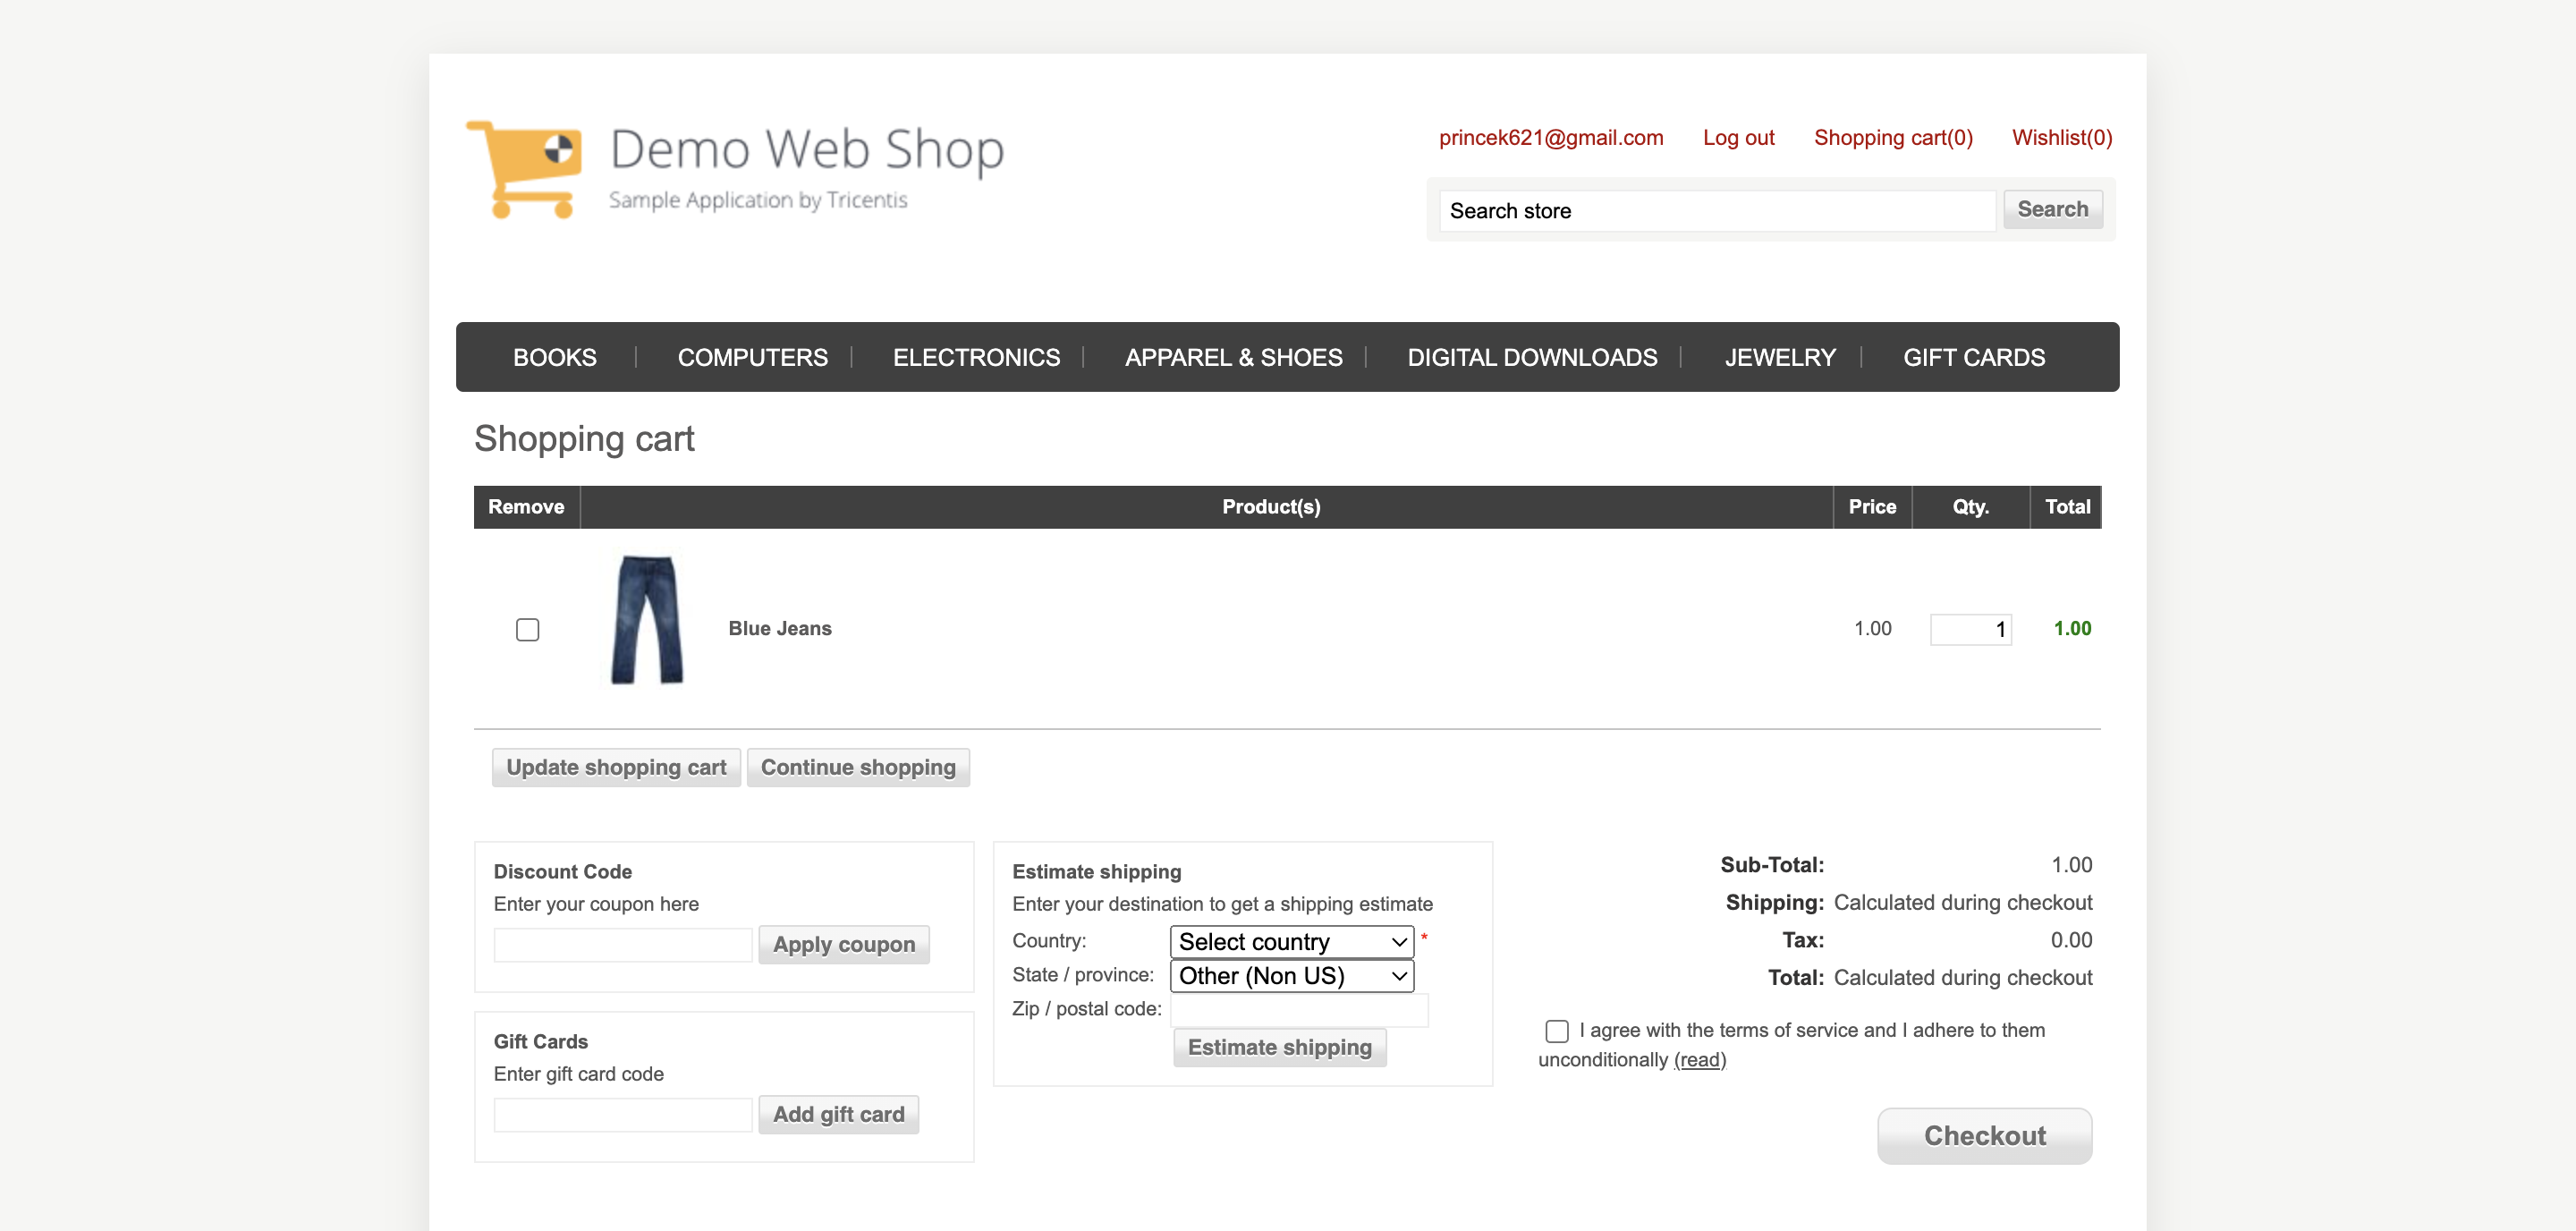 Demo Web Shop
Sample Application by Tricentis
princek621@gmail.com Log out Shopping cart(0) Wishlist(0)
Search store Search
BOOKS COMPUTERS ELECTRONICS APPAREL & SHOES DIGITAL DOWNLOADS JEWELRY GIFT CARDS
Shopping cart
Remove Product(s) Price Qty. Total
Blue Jeans 1.00 1 1.00
Update shopping cart Continue shopping
Discount Code
Enter your coupon here
Apply coupon
Gift Cards
Enter gift card code
Add gift card
Estimate shipping
Enter your destination to get a shipping estimate
Country: Select country *
State / province: Other (Non US)
Zip / postal code:
Estimate shipping
Sub-Total: 1.00
Shipping: Calculated during checkout
Tax: 0.00
Total: Calculated during checkout
I agree with the terms of service and I adhere to them
unconditionally (read)
Checkout